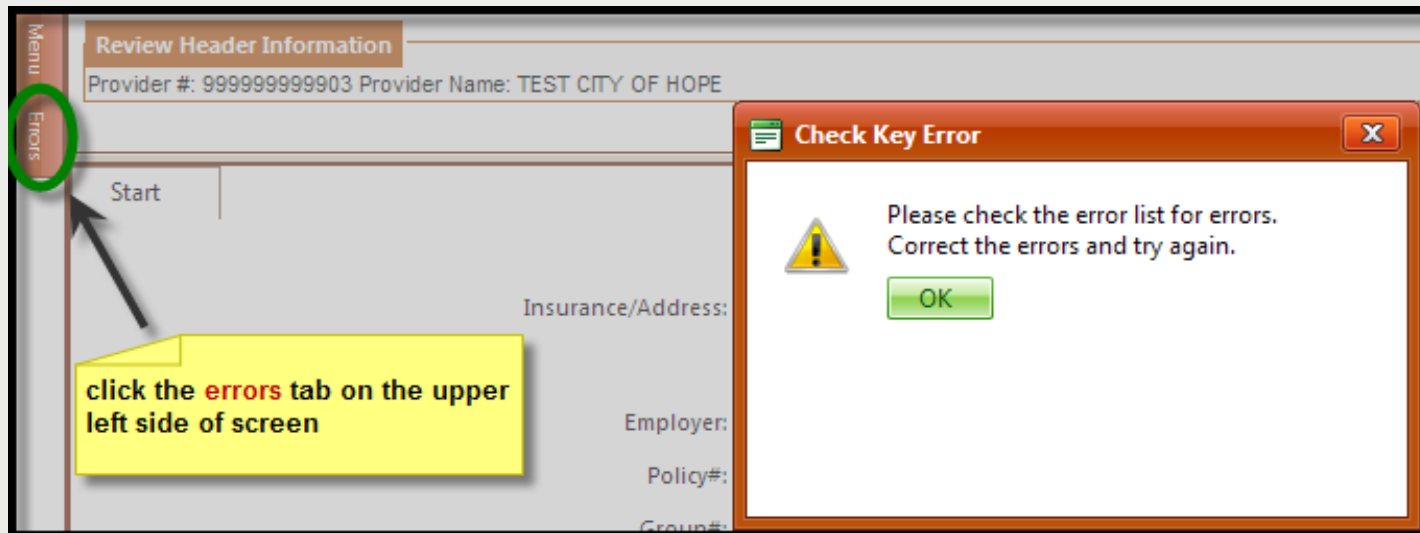 Menu
Errors
Review Header Information
Provider #: 999999999903 Provider Name: TEST CITY OF HOPE
Start
Insurance/Address:
Employer:
Policy#:
Group#:
click the errors tab on the upper
left side of screen
Check Key Error
Please check the error list for errors.
Correct the errors and try again.
OK